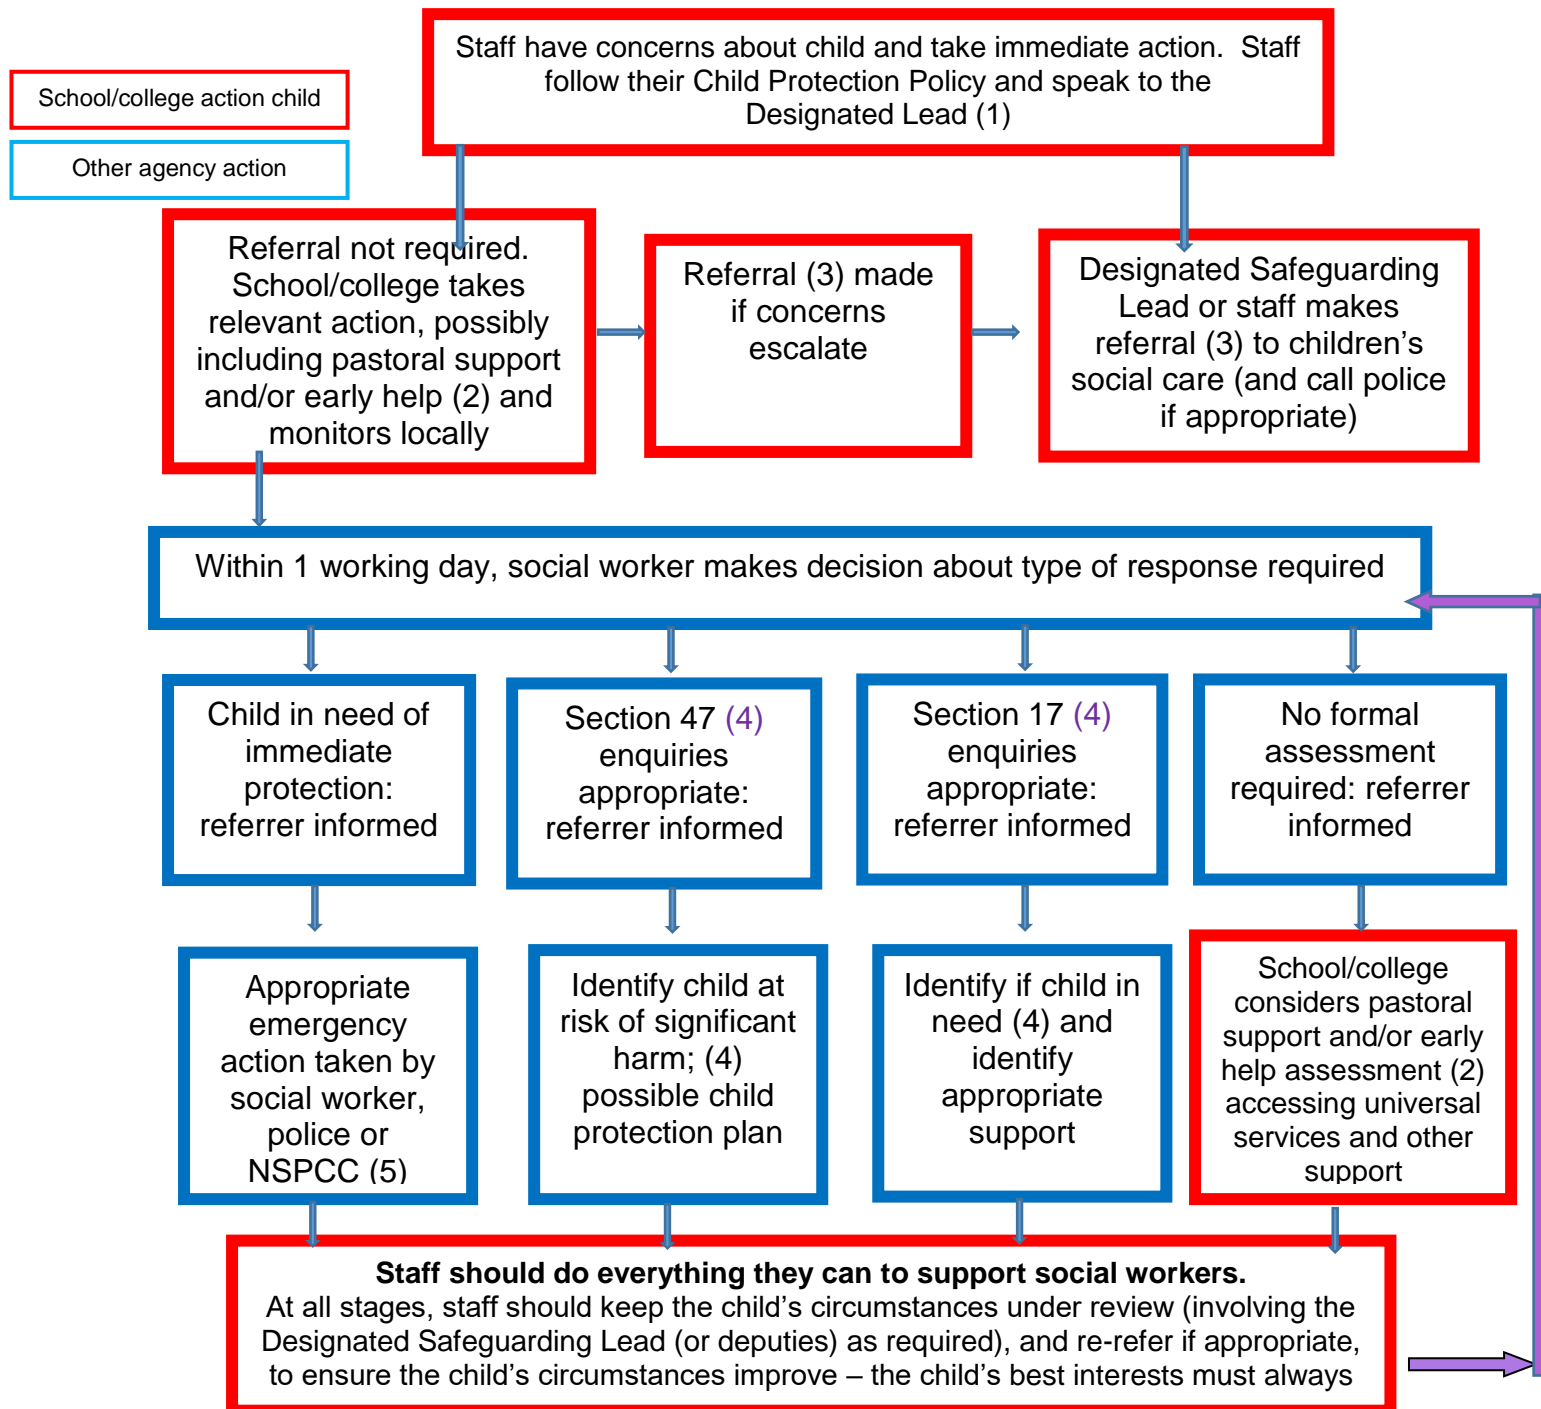 Staff have concerns about child and take immediate action.  Staff
follow their Child Protection Policy and speak to the
Designated Lead (1)
School/college action child
Other agency action
Referral not required.
School/college takes
relevant action, possibly
including pastoral support
and/or early help (2) and
monitors locally
Referral (3) made
if concerns
escalate
Designated Safeguarding
Lead or staff makes
referral (3) to children’s
social care (and call police
if appropriate)
Within 1 working day, social worker makes decision about type of response required
Child in need of
immediate
protection:
referrer informed
Section 47 (4)
enquiries
appropriate:
referrer informed
Section 17 (4)
enquiries
appropriate:
referrer informed
No formal
assessment
required: referrer
informed
Appropriate
emergency
action taken by
social worker,
police or
NSPCC (5)
Identify child at
risk of significant
harm; (4)
possible child
protection plan
Identify if child in
need (4) and
identify
appropriate
support
School/college
considers pastoral
support and/or early
help assessment (2)
accessing universal
services and other
support
Staff should do everything they can to support social workers.
At all stages, staff should keep the child’s circumstances under review (involving the
Designated Safeguarding Lead (or deputies) as required), and re-refer if appropriate,
to ensure the child’s circumstances improve – the child’s best interests must always